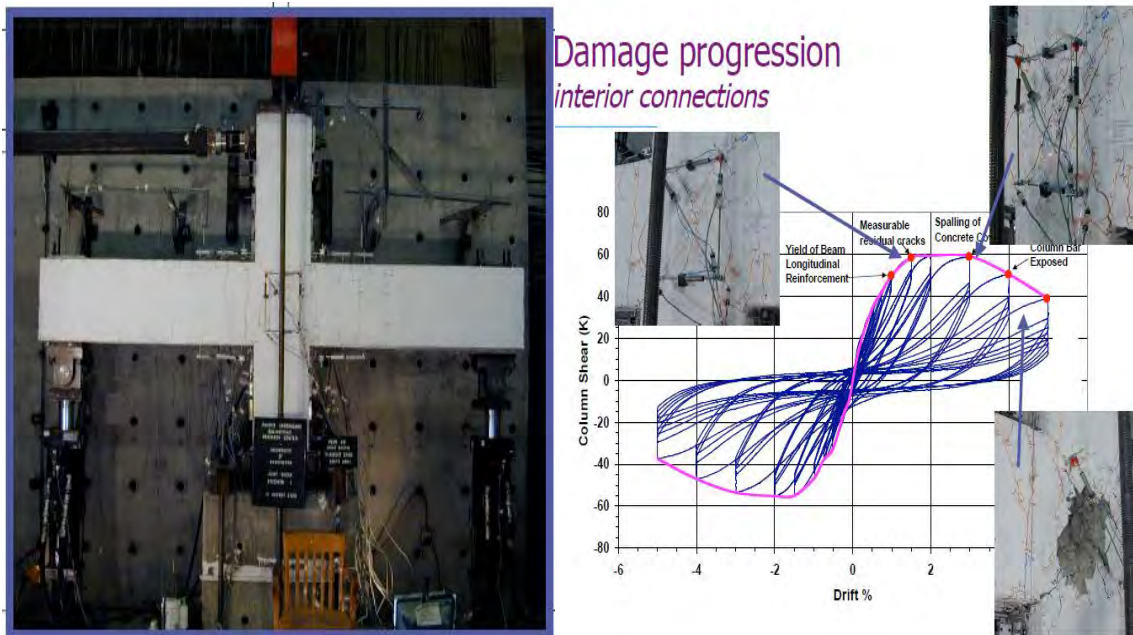 Damage progression
interior connections
Measurable
residual cracks
Spalling of
Concrete Co
Yield of Beam
Longitudinal
Reinforcement
Column Bar
Exposed
80
60
40
20
0
-20
-40
-60
-80
Column Shear (K)
-6
-4
-2
0
2
Drift %